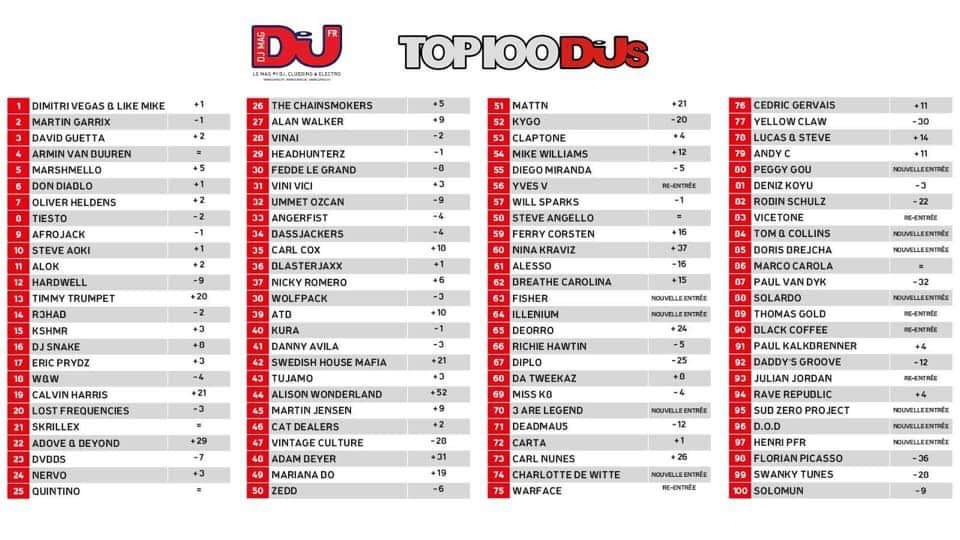 DJ MAG DJ FR
LE MAG #1 DJ, CLUBBING & ELECTRO
TOP100DJs
1 DIMITRI VEGAS & LIKE MIKE +1
2 MARTIN GARRIX -1
3 DAVID GUETTA +2
4 ARMIN VAN BUUREN =
5 MARSHMELLO +5
6 DON DIABLO +1
7 OLIVER HELDENS +2
8 TIESTO -2
9 AFROJACK -1
10 STEVE AOKI +1
11 ALOK +2
12 HARDWELL -9
13 TIMMY TRUMPET +20
14 R3HAB -2
15 KSHMR +3
16 DJ SNAKE +8
17 ERIC PRYDZ +3
18 W&W -4
19 CALVIN HARRIS +21
20 LOST FREQUENCIES -3
21 SKRILLEX =
22 ABOVE & BEYOND +29
23 DVBBS -7
24 NERVO +3
25 QUINTINO =
26 THE CHAINSMOKERS +5
27 ALAN WALKER +9
28 VINAI -2
29 HEADHUNTERZ -1
30 FEDDE LE GRAND -8
31 VINI VICI +3
32 UMMET OZCAN -9
33 ANGERFIST -4
34 BASSJACKERS -4
35 CARL COX +18
36 BLASTERJAXX +1
37 NICKY ROMERO +6
38 WOLFPACK -3
39 ATB +10
40 KURA -1
41 DANNY AVILA -3
42 SWEDISH HOUSE MAFIA +21
43 TUJAMO +3
44 ALISON WONDERLAND +52
45 MARTIN JENSEN +9
46 CAT DEALERS +2
47 VINTAGE CULTURE -28
48 ADAM BEYER +31
49 MARIANA BO +19
50 ZEDD -6
51 MATTN +21
52 KYGO -20
53 CLAPTONE +4
54 MIKE WILLIAMS +12
55 DIEGO MIRANDA -5
56 YVES V RE-ENTRÉE
57 WILL SPARKS -1
58 STEVE ANGELLO =
59 FERRY CORSTEN +16
60 NINA KRAVIZ +37
61 ALESSO -16
62 BREATHE CAROLINA +15
63 FISHER NOUVELLE ENTRÉE
64 ILLENIUM NOUVELLE ENTRÉE
65 DEORRO +24
66 RICHIE HAWTIN -5
67 DIPLO -25
68 DA TWEEKAZ +8
69 MISS K8 -4
70 3 ARE LEGEND NOUVELLE ENTRÉE
71 DEADMAU5 -12
72 CARTA +1
73 CARL NUNES +26
74 CHARLOTTE DE WITTE NOUVELLE ENTRÉE
75 WARFACE RE-ENTRÉE
76 CEDRIC GERVAIS +11
77 YELLOW CLAW -30
78 LUCAS & STEVE +14
79 ANDY C +11
80 PEGGY GOU NOUVELLE ENTRÉE
81 DENIZ KOYU -3
82 ROBIN SCHULZ -22
83 VICETONE RE-ENTRÉE
84 TOM & COLLINS NOUVELLE ENTRÉE
85 BORIS BREJCHA NOUVELLE ENTRÉE
86 MARCO CAROLA =
87 PAUL VAN DYK -32
88 SOLARDO NOUVELLE ENTRÉE
89 THOMAS GOLD RE-ENTRÉE
90 BLACK COFFEE RE-ENTRÉE
91 PAUL KALKBRENNER +4
92 DADDY'S GROOVE -12
93 JULIAN JORDAN RE-ENTRÉE
94 RAVE REPUBLIC +4
95 SUD ZERO PROJECT NOUVELLE ENTRÉE
96 D.O.D NOUVELLE ENTRÉE
97 HENRI PFR NOUVELLE ENTRÉE
98 FLORIAN PICASSO -36
99 SWANKY TUNES -28
100 SOLOMUN -9